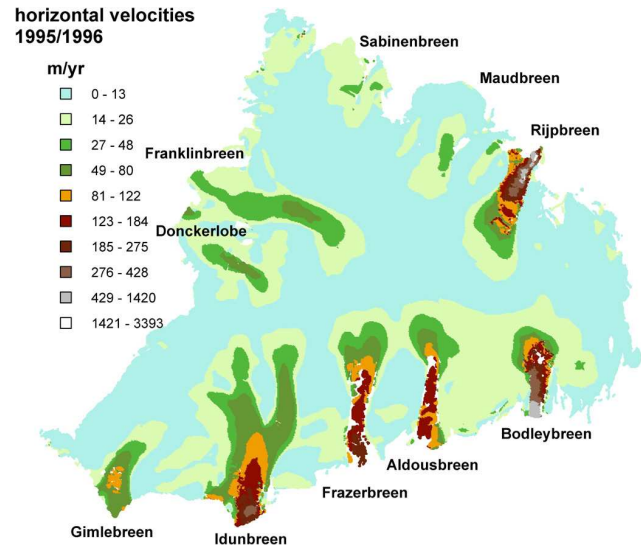 horizontal velocities
1995/1996
m/yr
0 - 13
14 - 26
27 - 48
49 - 80
81 - 122
123 - 184
185 - 275
276 - 428
429 - 1420
1421 - 3393
Sabinenbreen
Maudbreen
Rijpbreen
Franklinbreen
Donckerlobe
Bodleybreen
Aldousbreen
Frazerbreen
Gimlebreen
Idunbreen